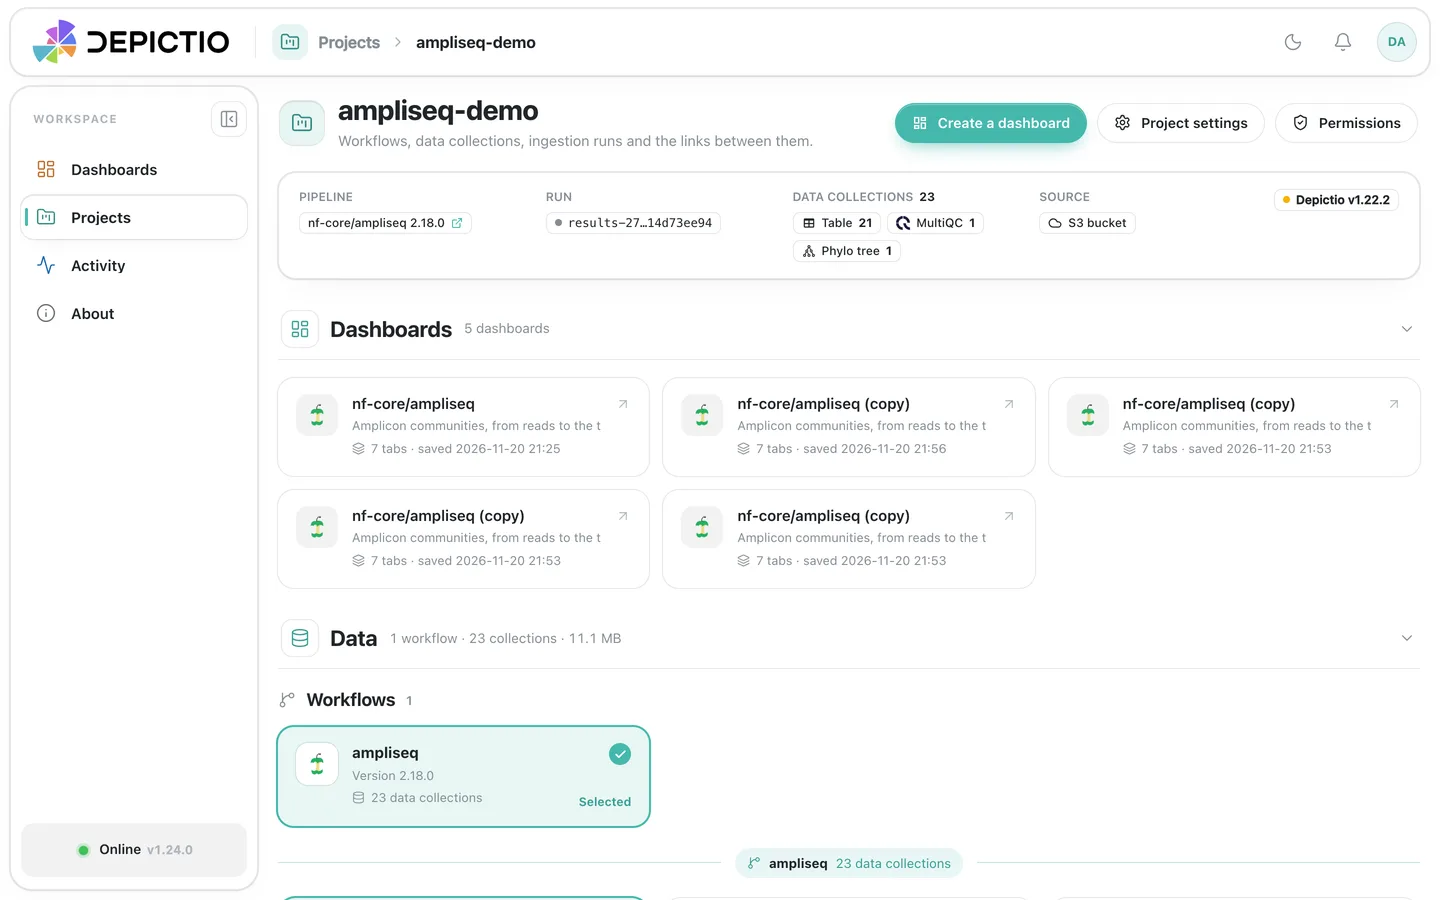 DEPICTIO
Projects > ampliseq-demo
DA
WORKSPACE
Dashboards
Projects
Activity
About
Online v1.24.0
ampliseq-demo
Workflows, data collections, ingestion runs and the links between them.
Create a dashboard
Project settings
Permissions
PIPELINE
nf-core/ampliseq 2.18.0
RUN
results-27…14d73ee94
DATA COLLECTIONS 23
Table 21
MultiQC 1
Phylo tree 1
SOURCE
S3 bucket
Depictio v1.22.2
Dashboards 5 dashboards
nf-core/ampliseq
Amplicon communities, from reads to the t
7 tabs · saved 2026-11-20 21:25
nf-core/ampliseq (copy)
Amplicon communities, from reads to the t
7 tabs · saved 2026-11-20 21:56
nf-core/ampliseq (copy)
Amplicon communities, from reads to the t
7 tabs · saved 2026-11-20 21:53
nf-core/ampliseq (copy)
Amplicon communities, from reads to the t
7 tabs · saved 2026-11-20 21:53
nf-core/ampliseq (copy)
Amplicon communities, from reads to the t
7 tabs · saved 2026-11-20 21:53
Data 1 workflow · 23 collections · 11.1 MB
Workflows 1
ampliseq
Version 2.18.0
23 data collections
Selected
ampliseq 23 data collections